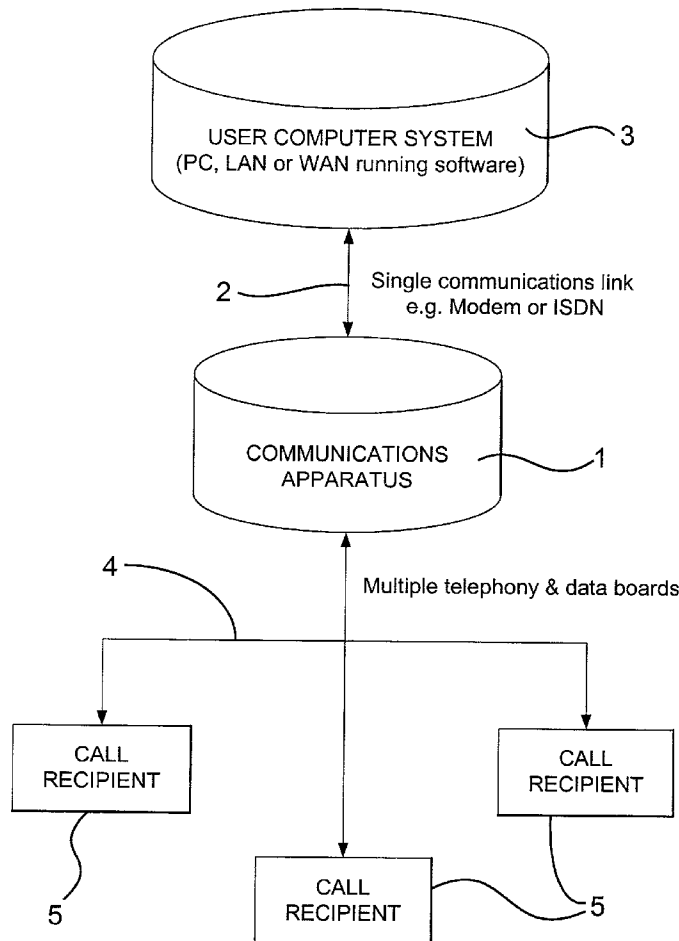 USER COMPUTER SYSTEM
(PC, LAN or WAN running software)
3
2
Single communications link
e.g. Modem or ISDN
COMMUNICATIONS
APPARATUS
1
4
Multiple telephony & data boards
CALL
RECIPIENT
CALL
RECIPIENT
5
CALL
RECIPIENT
5